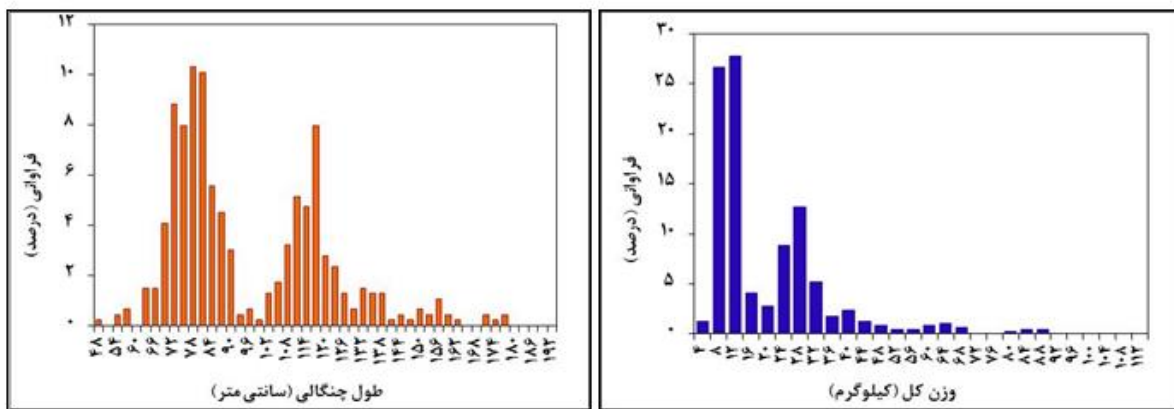 ۱۲
۱۰
۸
۶
۴
۲
۰
فراوانی (درصد)
۴۸ ۵۴ ۶۰ ۶۶ ۷۲ ۷۸ ۸۴ ۹۰ ۹۶ ۱۰۲ ۱۰۸ ۱۱۴ ۱۲۰ ۱۲۶ ۱۳۲ ۱۳۸ ۱۴۴ ۱۵۰ ۱۵۶ ۱۶۲ ۱۶۸ ۱۷۴ ۱۸۰ ۱۸۶ ۱۹۲
طول چنگالی (سانتی متر)
۳۰
۲۵
۲۰
۱۵
۱۰
۵
۰
فراوانی (درصد)
۴ ۸ ۱۲ ۱۶ ۲۰ ۲۴ ۲۸ ۳۲ ۳۶ ۴۰ ۴۴ ۴۸ ۵۲ ۵۶ ۶۰ ۶۴ ۶۸ ۷۲ ۷۶ ۸۰ ۸۴ ۸۸ ۹۲ ۹۶ ۱۰۰ ۱۰۴ ۱۰۸ ۱۱۲
وزن کل (کیلوگرم)